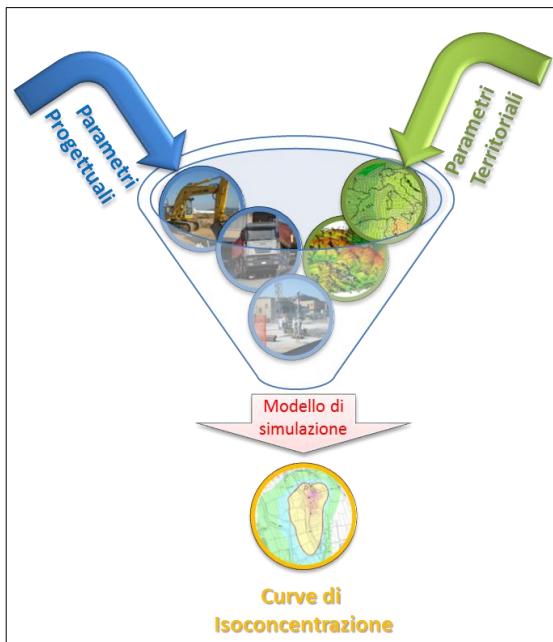 Parametri
Progettuali
Parametri
Territoriali
Modello di
simulazione
Curve di
Isoconcentrazione